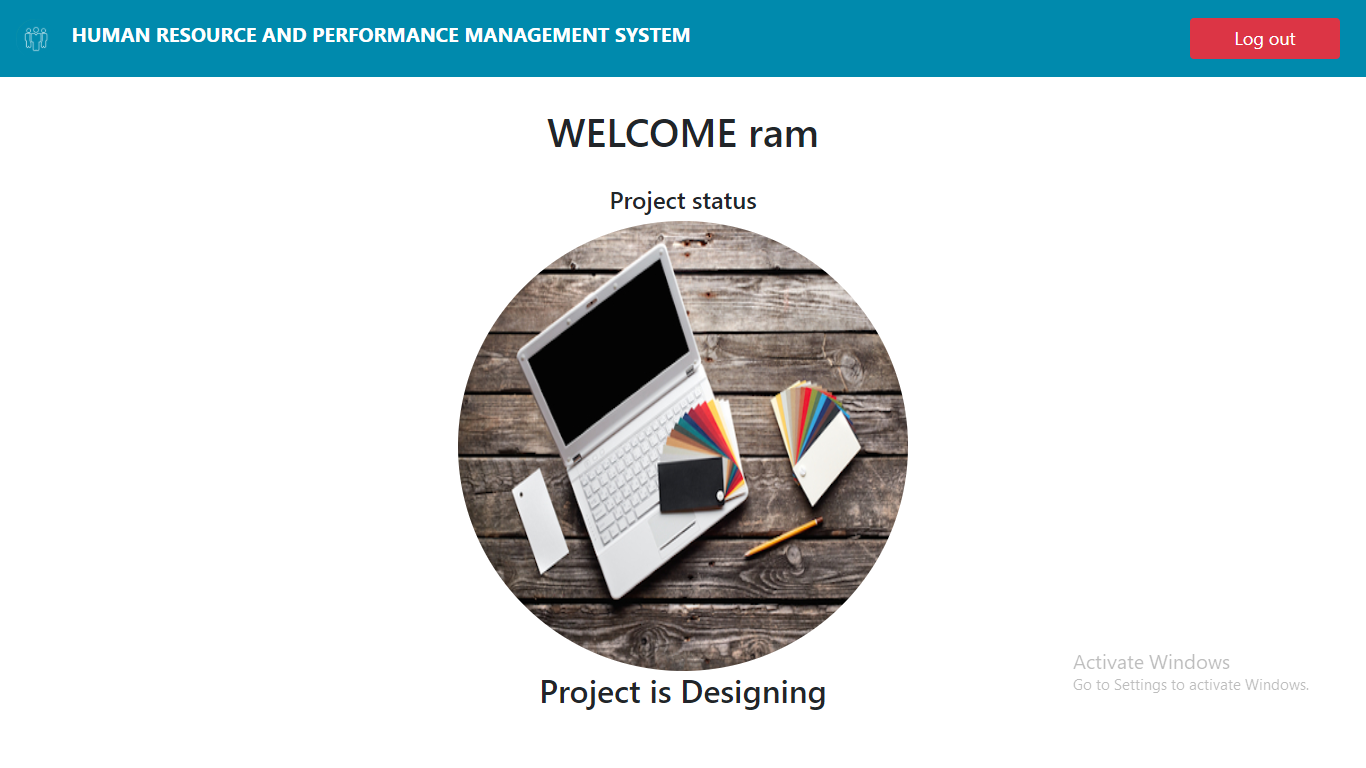 HUMAN RESOURCE AND PERFORMANCE MANAGEMENT SYSTEM
Log out
WELCOME ram
Project status
Project is Designing
Activate Windows
Go to Settings to activate Windows.